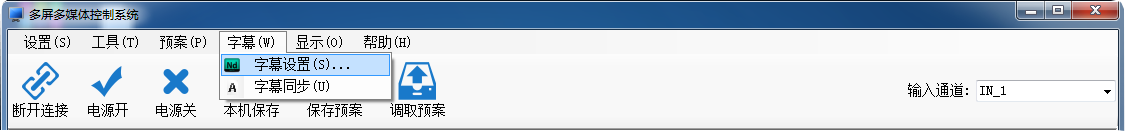 多屏多媒体控制系统
设置(S) 工具(T) 预案(P) 字幕(W) 显示(O) 帮助(H)
Nd 字幕设置(S)...
A 字幕同步(U)
断开连接 电源开 电源关 本机保存 保存预案 调取预案
输入通道: IN_1